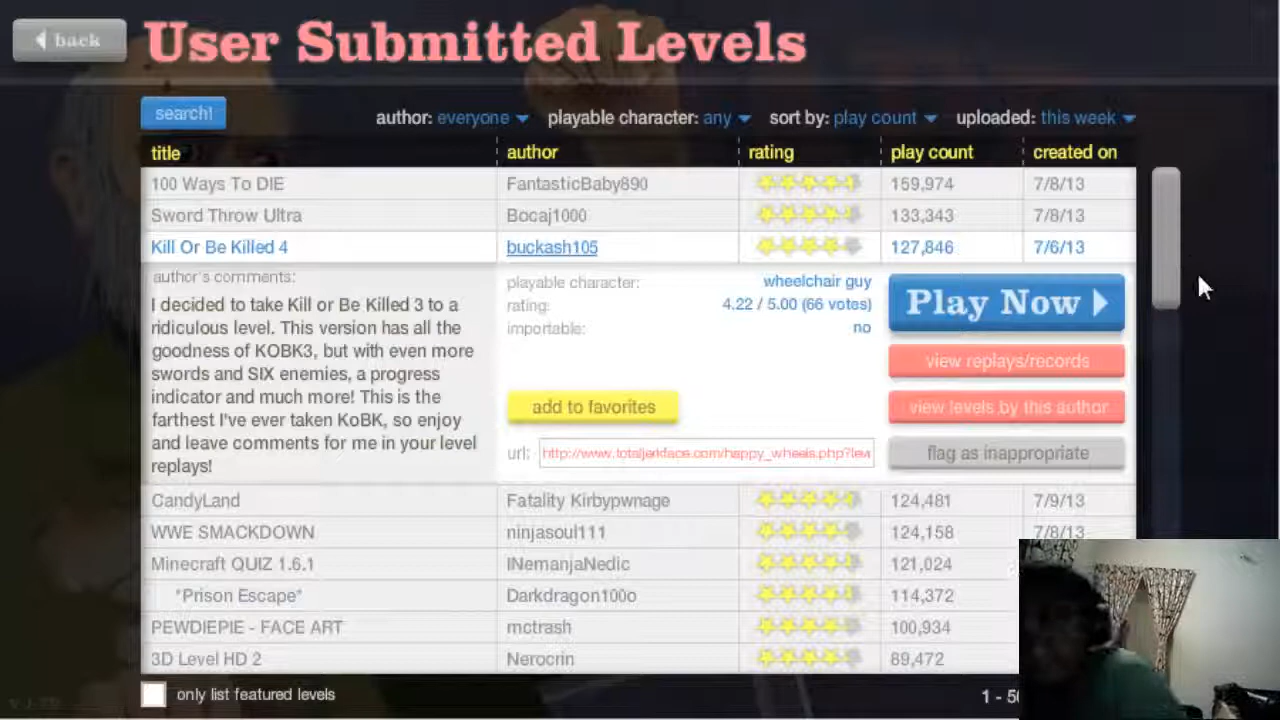 back
User Submitted Levels
search!
author: everyone playable character: any sort by: play count uploaded: this week
title author rating play count created on
100 Ways To DIE FantasticBaby890 159,974 7/8/13
Sword Throw Ultra Bocaj1000 133,343 7/8/13
Kill Or Be Killed 4 buckash105 127,846 7/6/13
author's comments:
I decided to take Kill or Be Killed 3 to a
ridiculous level. This version has all the
goodness of KOBK3, but with even more
swords and SIX enemies, a progress
indicator and much more! This is the
farthest I've ever taken KoBK, so enjoy
and leave comments for me in your level
replays!
playable character: wheelchair guy
rating: 4.22 / 5.00 (66 votes)
importable: no
add to favorites
url: http://www.totaljerkface.com/happy_wheels.php?lev
Play Now
view replays/records
view levels by this author
flag as inappropriate
CandyLand Fatality Kirbypwnage 124,481 7/9/13
WWE SMACKDOWN ninjasoul111 124,158 7/8/13
Minecraft QUIZ 1.6.1 INemanjaNedic 121,024
*Prison Escape* Darkdragon100o 114,372
PEWDIEPIE - FACE ART mctrash 100,934
3D Level HD 2 Nerocrin 89,472
only list featured levels
1 - 50